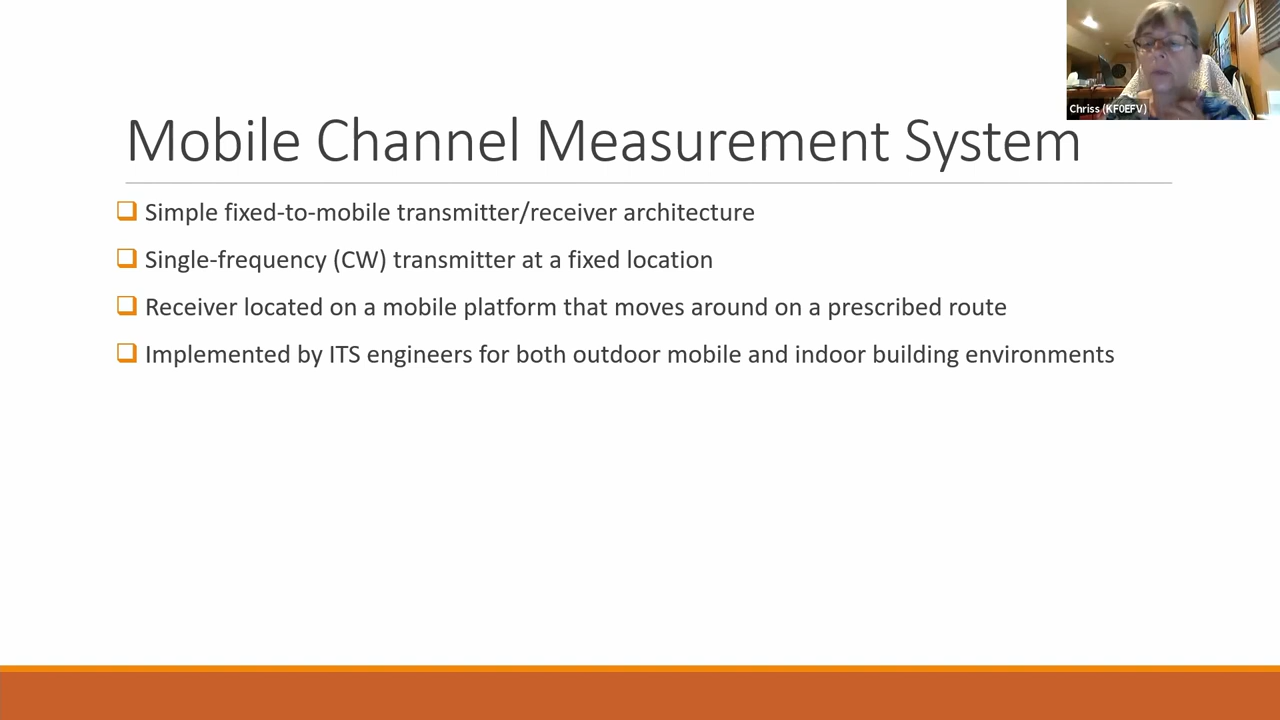 Chriss (KF0EFV)
Mobile Channel Measurement System
Simple fixed-to-mobile transmitter/receiver architecture
Single-frequency (CW) transmitter at a fixed location
Receiver located on a mobile platform that moves around on a prescribed route
Implemented by ITS engineers for both outdoor mobile and indoor building environments